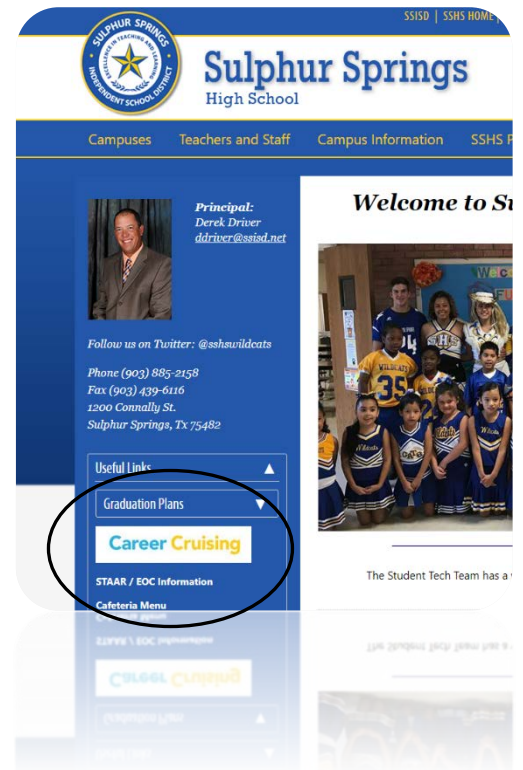 SULPHUR SPRINGS
EXCELLENCE IN TEACHING AND LEARNING
INDEPENDENT SCHOOL DISTRICT
SSISD | SSHS HOME |
Sulphur Springs
High School
Campuses Teachers and Staff Campus Information SSHS
Principal:
Derek Driver
ddriver@ssisd.net
Follow us on Twitter: @sshswildcats
Phone (903) 885-2158
Fax (903) 439-6116
1200 Connally St.
Sulphur Springs, Tx 75482
Useful Links ▲
Graduation Plans ▼
Career Cruising
STAAR / EOC Information
Cafeteria Menu
Welcome to Su
WILDCATS
35
The Student Tech Team has a